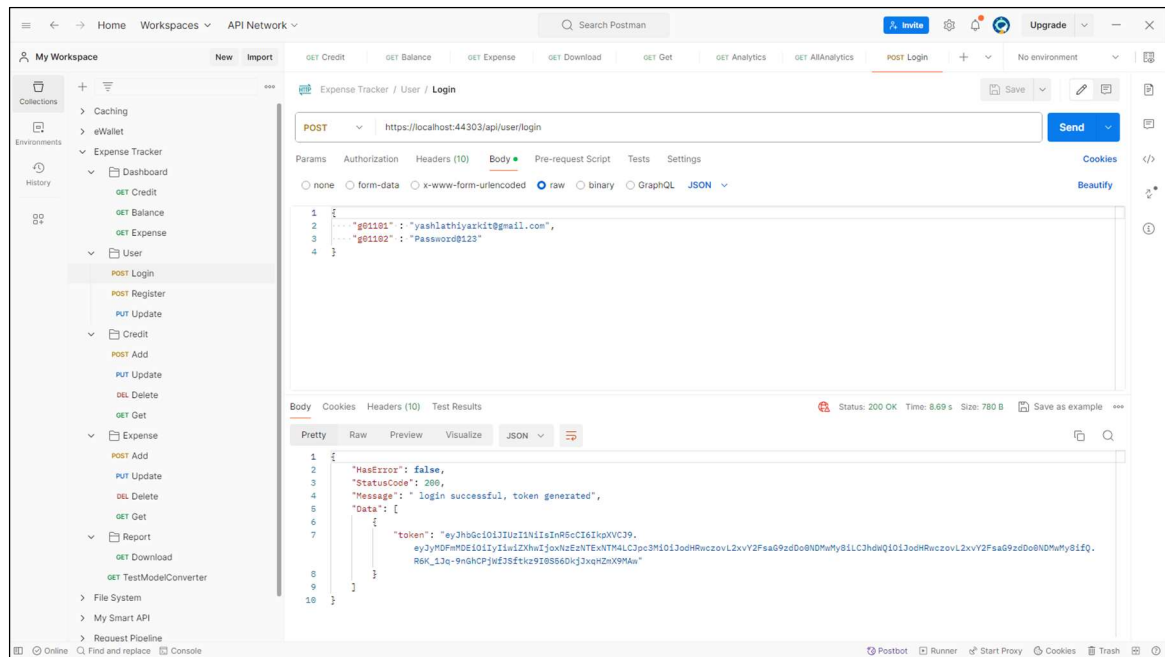 Home Workspaces API Network Search Postman Invite Upgrade
My Workspace New Import GET Credit GET Balance GET Expense GET Download GET Get GET Analytics GET AllAnalytics POST Login No environment
Collections
Environments
History
Caching
eWallet
Expense Tracker
Dashboard
GET Credit
GET Balance
GET Expense
User
POST Login
POST Register
PUT Update
Credit
POST Add
PUT Update
DEL Delete
GET Get
Expense
POST Add
PUT Update
DEL Delete
GET Get
Report
GET Download
GET TestModelConverter
File System
My Smart API
Request Pipeline
HTTP Expense Tracker / User / Login Save
POST https://localhost:44303/api/user/login Send
Params Authorization Headers (10) Body Pre-request Script Tests Settings Cookies
none form-data x-www-form-urlencoded raw binary GraphQL JSON Beautify
1 {
2 "g01101" : "yashlathiyarkit@gmail.com",
3 "g01102" : "Password@123"
4 }
Body Cookies Headers (10) Test Results Status: 200 OK Time: 8.69 s Size: 780 B Save as example
Pretty Raw Preview Visualize JSON
1 {
2 "HasError": false,
3 "StatusCode": 200,
4 "Message": " login successful, token generated",
5 "Data": [
6 {
7 "token": "eyJhbGciOiJIUzI1NiIsInR5cCI6IkpXVCJ9.
8 }
9 ]
10 }
Online Find and replace Console Postbot Runner Start Proxy Cookies Trash